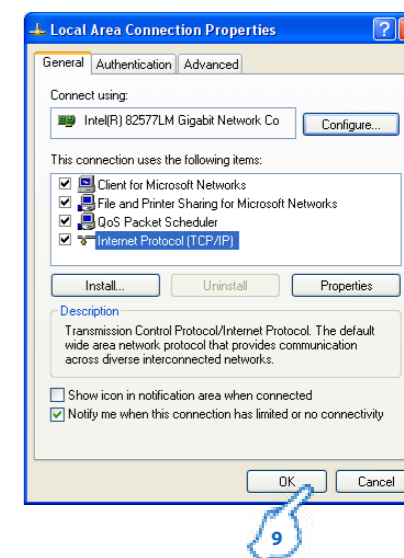 Local Area Connection Properties ?
General Authentication Advanced
Connect using:
Intel(R) 82577LM Gigabit Network Co Configure...
This connection uses the following items:
Client for Microsoft Networks
File and Printer Sharing for Microsoft Networks
QoS Packet Scheduler
Internet Protocol (TCP/IP)
Install... Uninstall Properties
Description
Transmission Control Protocol/Internet Protocol. The default
wide area network protocol that provides communication
across diverse interconnected networks.
Show icon in notification area when connected
Notify me when this connection has limited or no connectivity
OK Cancel
9